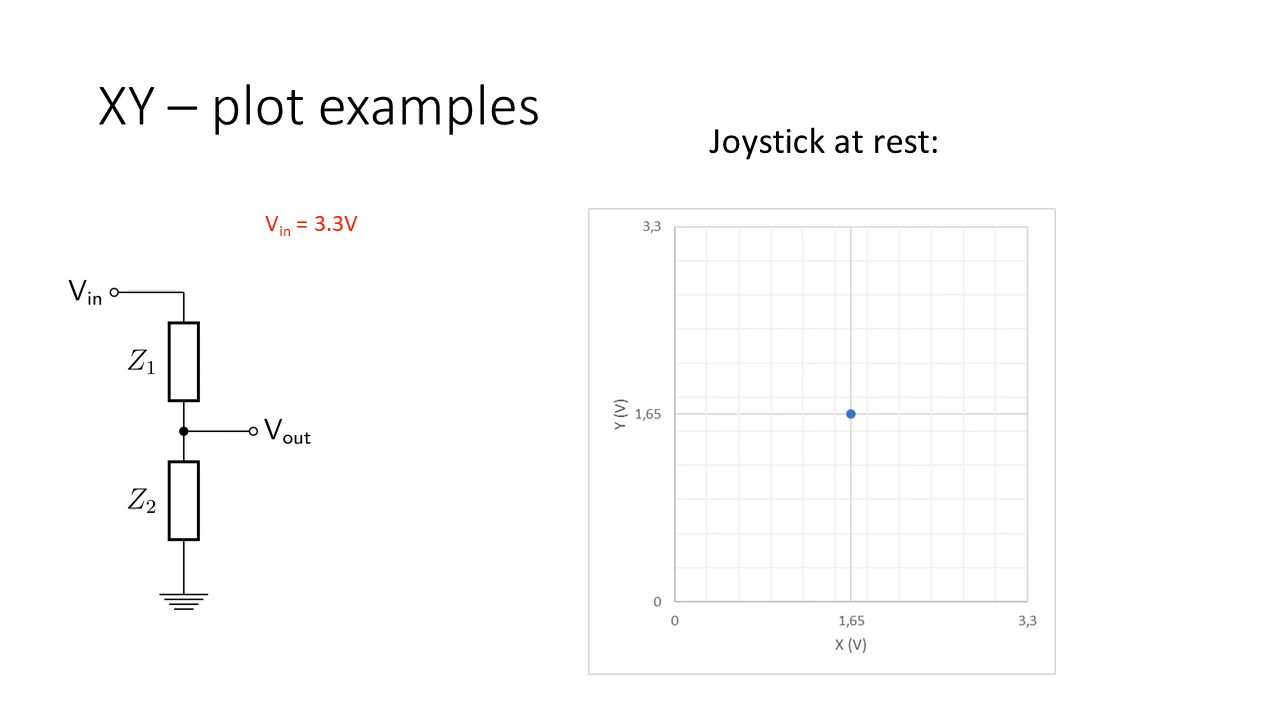 XY – plot examples
Joystick at rest:
V_in = 3.3V
V_in
Z_1
V_out
Z_2
3,3
Y (V)
1,65
0
0 1,65 3,3
X (V)